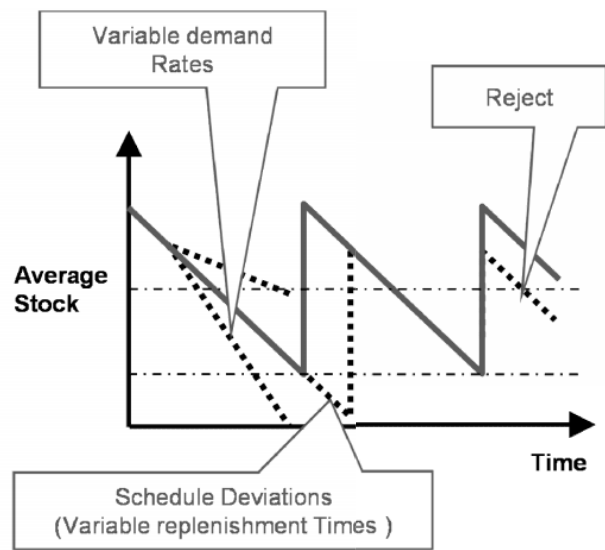 Variable demand
Rates
Reject
Average
Stock
Time
Schedule Deviations
(Variable replenishment Times )